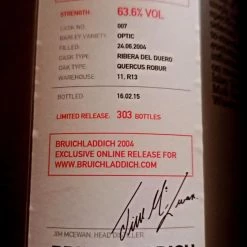 STRENGTH: 63.6% VOL
CASK NO. 007
BARLEY VARIETY: OPTIC
FILLED: 24.06.2004
CASK TYPE: RIBERA DEL DUERO
OAK TYPE: QUERCUS ROBUR
WAREHOUSE: 11, R13
BOTTLED: 16.02.15
LIMITED RELEASE: 303 BOTTLES
BRUICHLADDICH 2004
EXCLUSIVE ONLINE RELEASE FOR
WWW.BRUICHLADDICH.COM
Jim McEwan.
JIM MCEWAN, HEAD DISTILLER